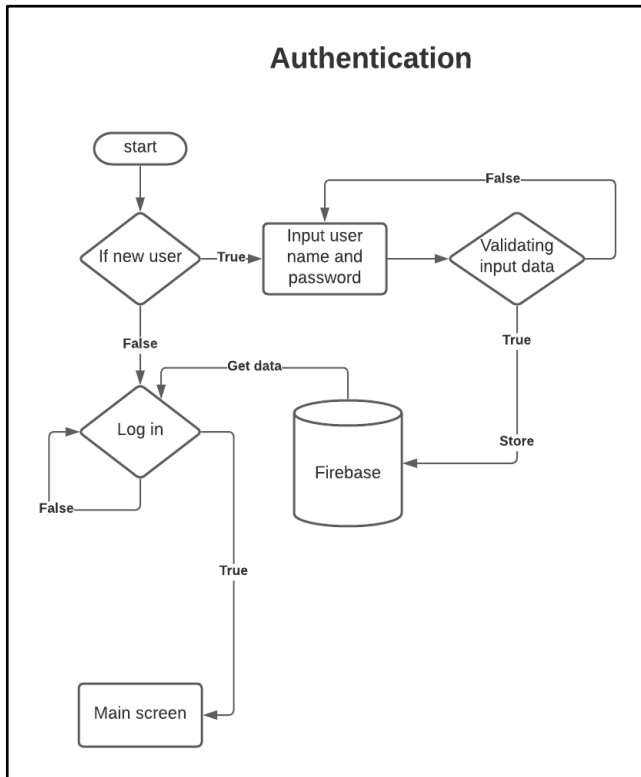 Authentication
start
False
If new user
True
Input user
name and
password
Validating
input data
False
True
Get data
Log in
Firebase
Store
False
True
Main screen